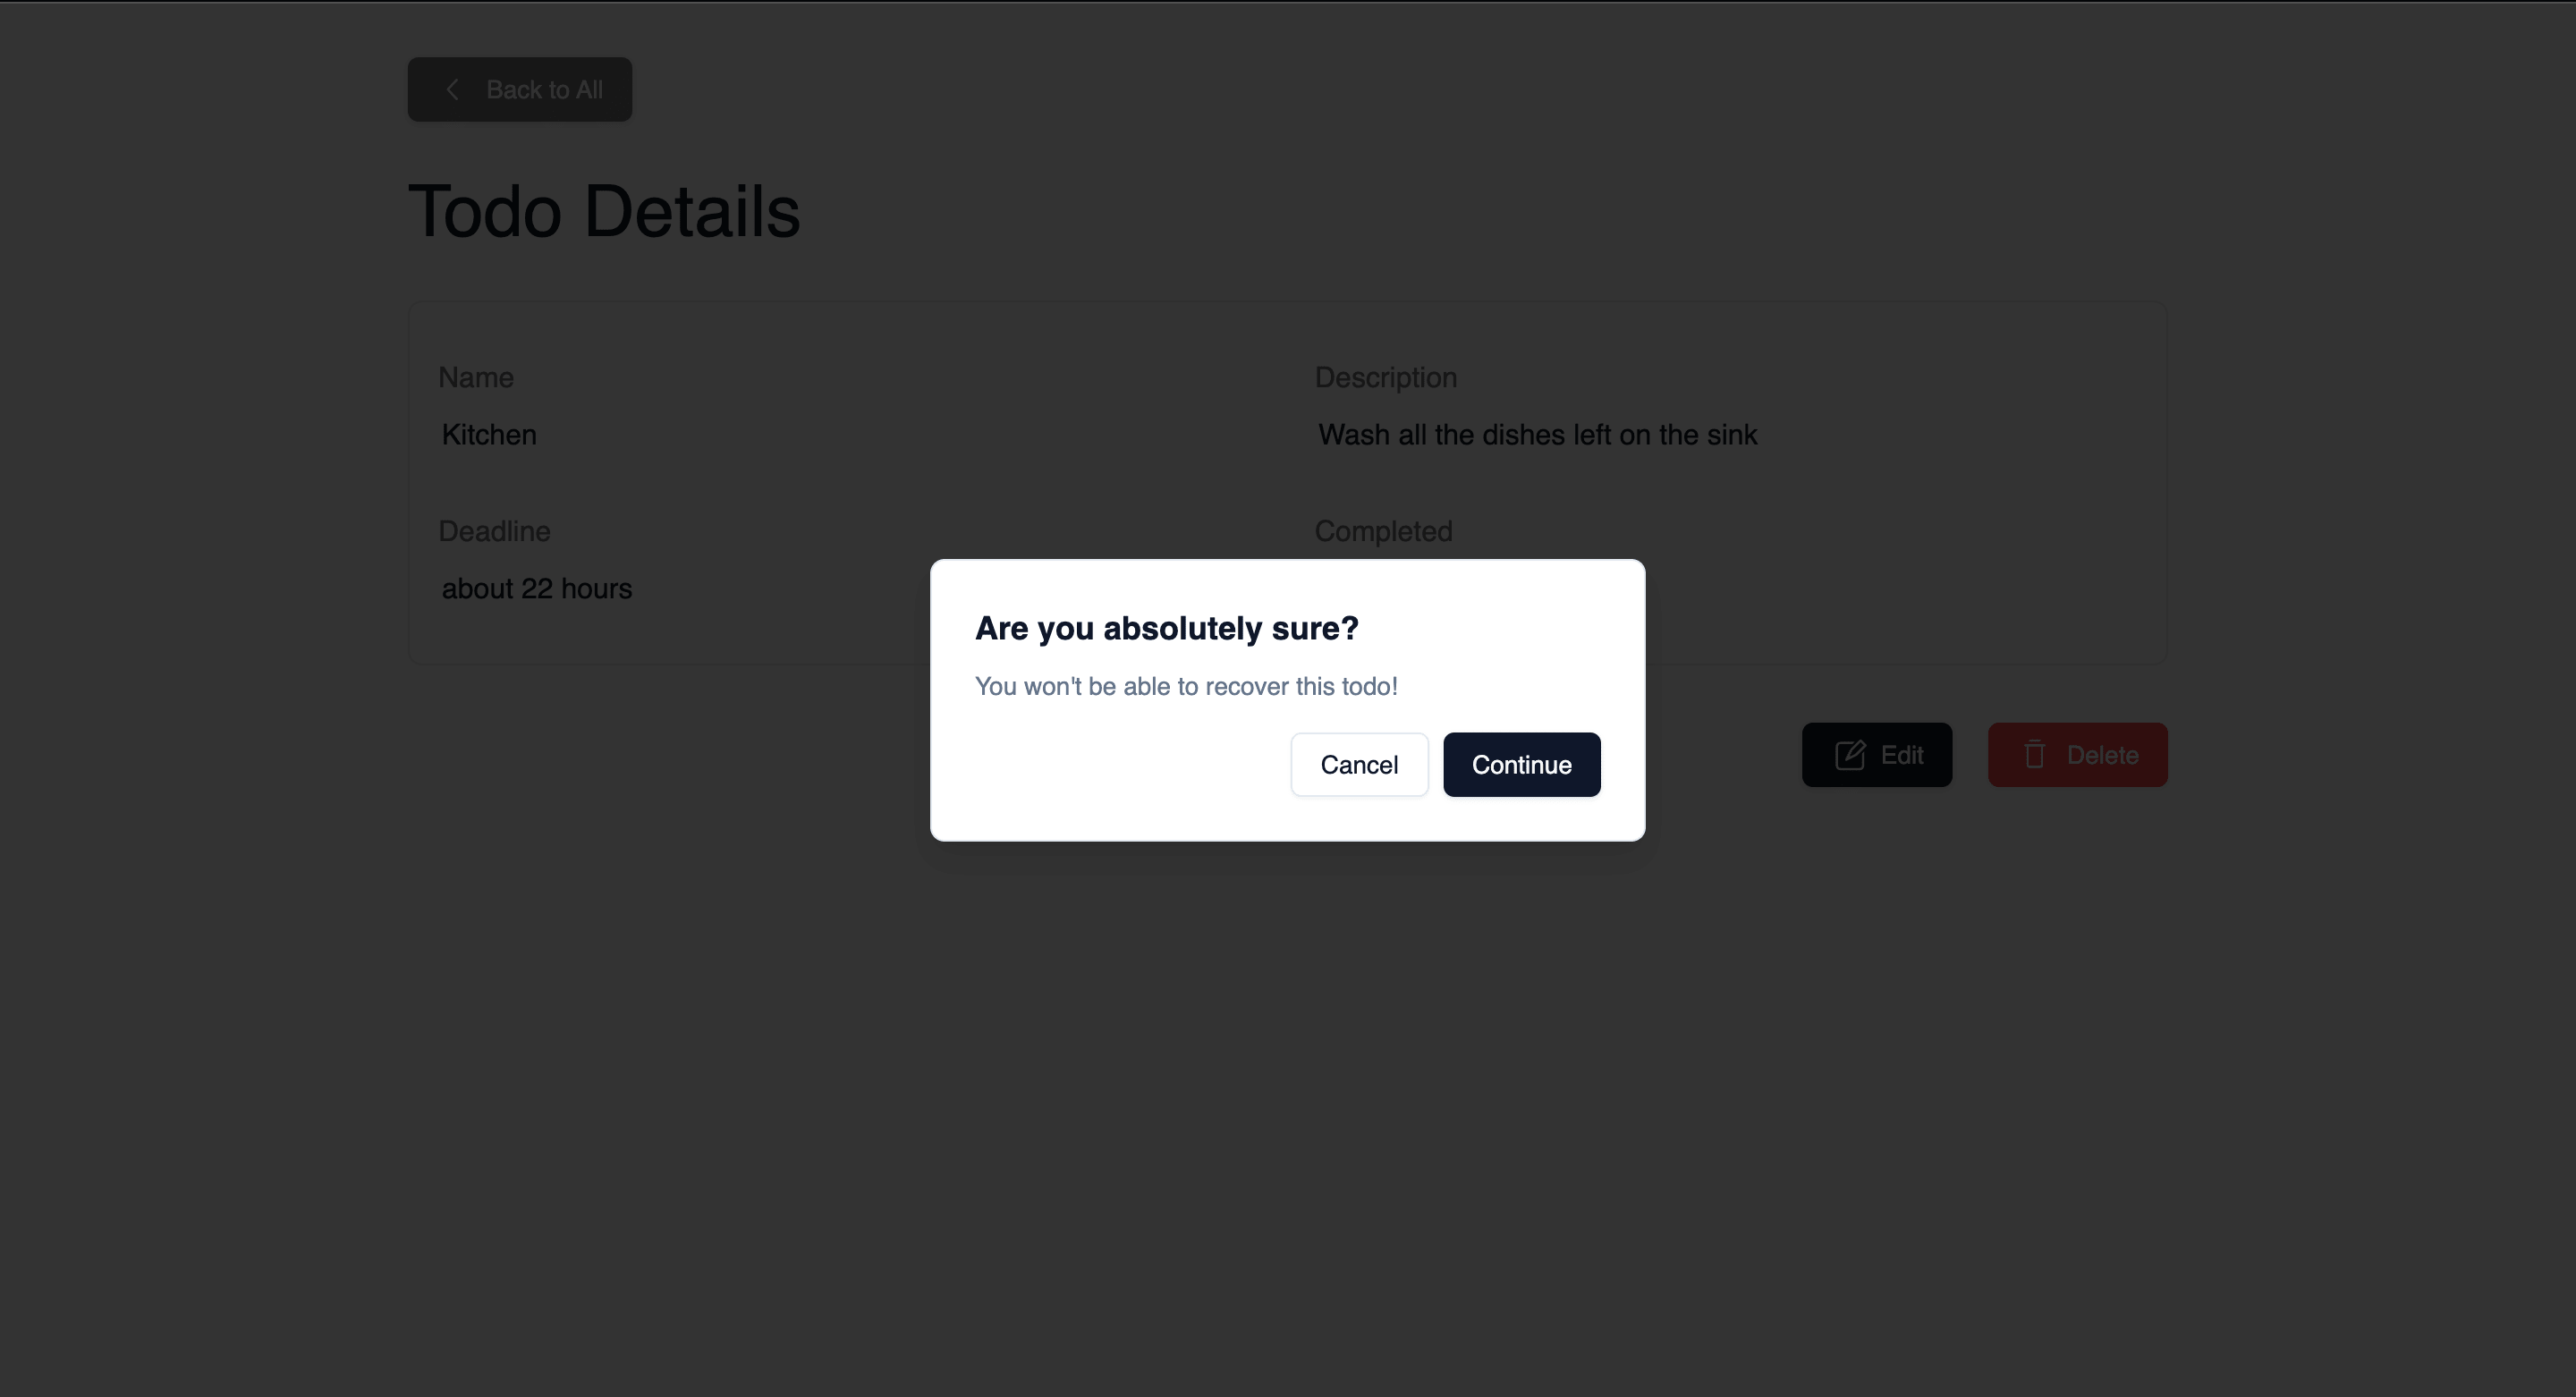 Back to All
Todo Details
Name
Description
Kitchen
Wash all the dishes left on the sink
Deadline
Completed
about 22 hours
Are you absolutely sure?
You won't be able to recover this todo!
Cancel
Continue
Edit
Delete